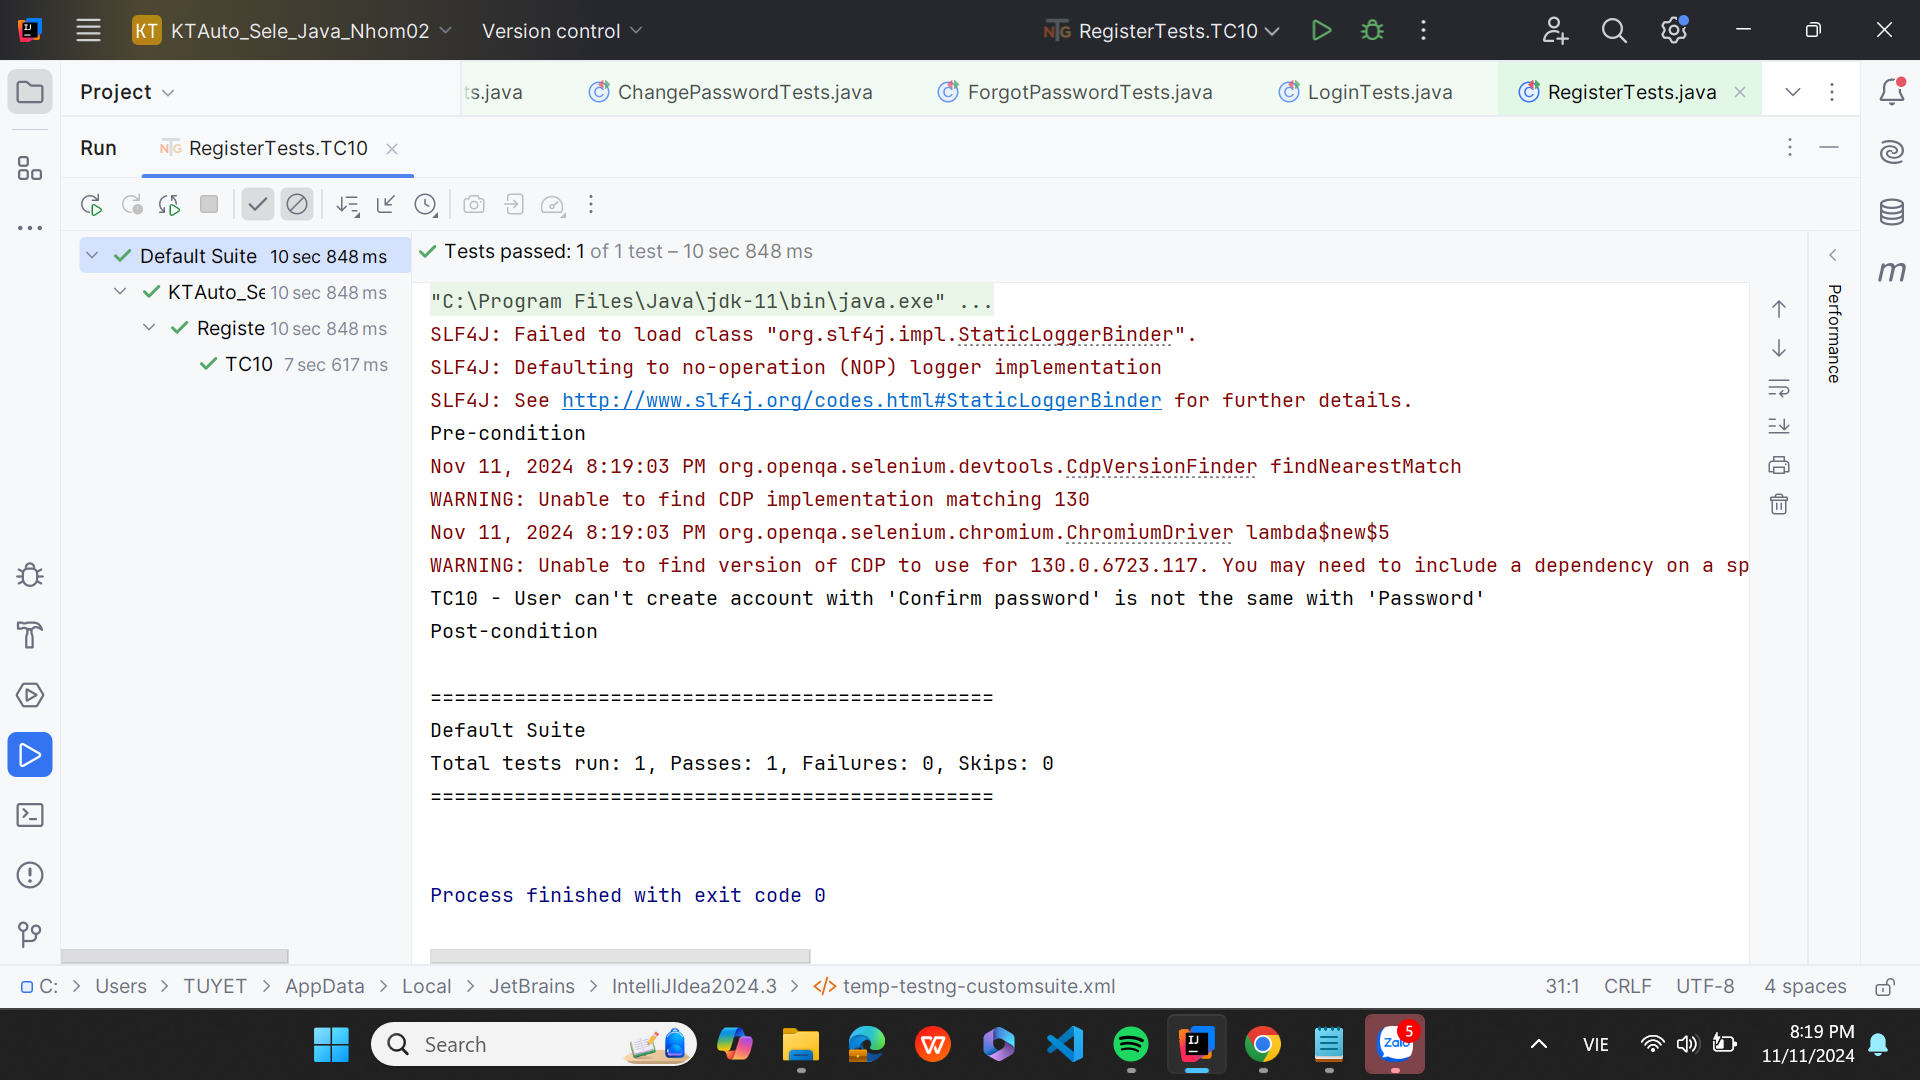 KT KTAuto_Sele_Java_Nhom02 Version control RegisterTests.TC10
Project ts.java ChangePasswordTests.java ForgotPasswordTests.java LoginTests.java RegisterTests.java
Run RegisterTests.TC10
Default Suite 10 sec 848 ms
KTAuto_Se 10 sec 848 ms
Registe 10 sec 848 ms
TC10 7 sec 617 ms
Tests passed: 1 of 1 test – 10 sec 848 ms
"C:\Program Files\Java\jdk-11\bin\java.exe" ...
SLF4J: Failed to load class "org.slf4j.impl.StaticLoggerBinder".
SLF4J: Defaulting to no-operation (NOP) logger implementation
SLF4J: See http://www.slf4j.org/codes.html#StaticLoggerBinder for further details.
Pre-condition
Nov 11, 2024 8:19:03 PM org.openqa.selenium.devtools.CdpVersionFinder findNearestMatch
WARNING: Unable to find CDP implementation matching 130
Nov 11, 2024 8:19:03 PM org.openqa.selenium.chromium.ChromiumDriver lambda$new$5
WARNING: Unable to find version of CDP to use for 130.0.6723.117. You may need to include a dependency on a sp
TC10 - User can't create account with 'Confirm password' is not the same with 'Password'
Post-condition
===============================================
Default Suite
Total tests run: 1, Passes: 1, Failures: 0, Skips: 0
===============================================
Process finished with exit code 0
Performance
m
C: > Users > TUYET > AppData > Local > JetBrains > IntelliJIdea2024.3 > </> temp-testng-customsuite.xml 31:1 CRLF UTF-8 4 spaces
Search Zalo 5 VIE 8:19 PM
11/11/2024